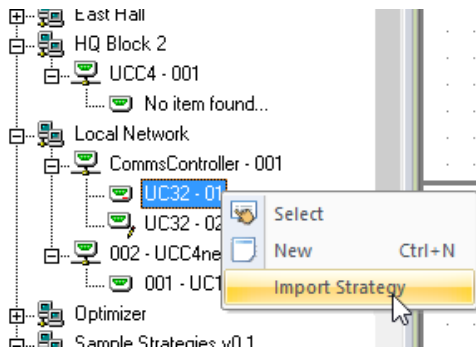 East Hall
HQ Block 2
UCC4 - 001
No item found...
Local Network
CommsController - 001
UC32 - 01
UC32 - 02
Select
002 - UCC4ne
New Ctrl+N
001 - UC1
Import Strategy
Optimizer
Sample Strategies v0.1